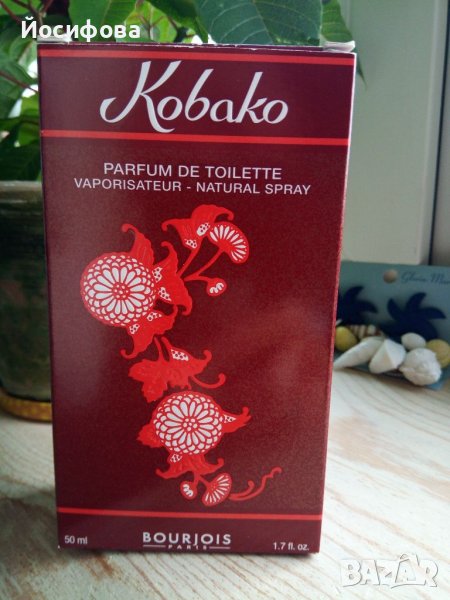 Йосифова
Kobako
PARFUM DE TOILETTE
VAPORISATEUR - NATURAL SPRAY
50 ml
BOURJOIS
PARIS
1.7 fl. oz.
BAZAR